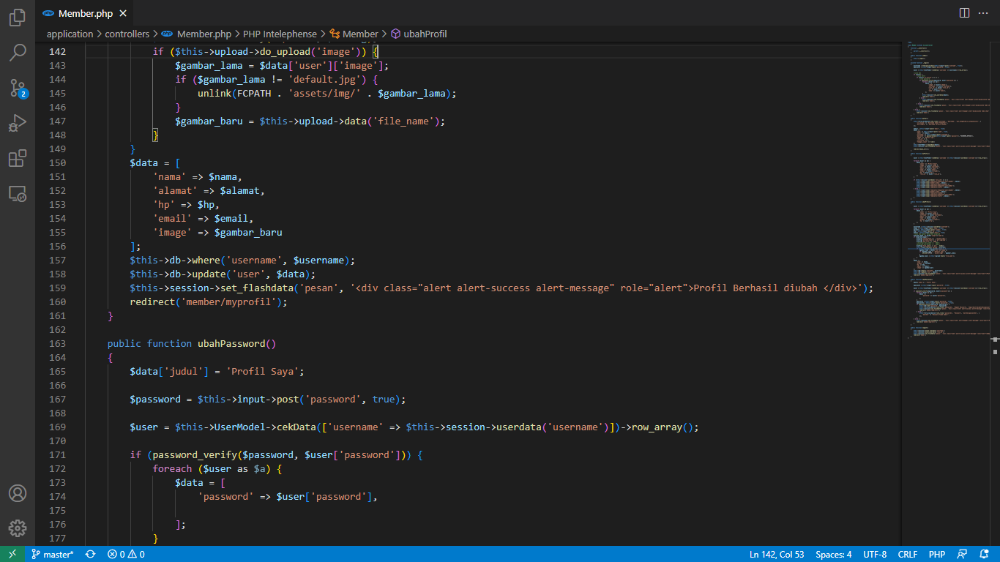 Member.php
application > controllers > Member.php > PHP Intelephense > Member > ubahProfil
142 if ($this->upload->do_upload('image')) {
143 $gambar_lama = $data['user']['image'];
144 if ($gambar_lama != 'default.jpg') {
145 unlink(FCPATH . 'assets/img/' . $gambar_lama);
146 }
147 $gambar_baru = $this->upload->data('file_name');
148 }
149 }
150 $data = [
151 'nama' => $nama,
152 'alamat' => $alamat,
153 'hp' => $hp,
154 'email' => $email,
155 'image' => $gambar_baru
156 ];
157 $this->db->where('username', $username);
158 $this->db->update('user', $data);
159 $this->session->set_flashdata('pesan', '<div class="alert alert-success alert-message" role="alert">Profil Berhasil diubah </div>');
160 redirect('member/myprofil');
161 }
162
163 public function ubahPassword()
164 {
165 $data['judul'] = 'Profil Saya';
166
167 $password = $this->input->post('password', true);
168
169 $user = $this->UserModel->cekData(['username' => $this->session->userdata('username')])->row_array();
170
171 if (password_verify($password, $user['password'])) {
172 foreach ($user as $a) {
173 $data = [
174 'password' => $user['password'],
175
176 ];
177 }
2
master* 0 0 Ln 142, Col 53 Spaces: 4 UTF-8 CRLF PHP